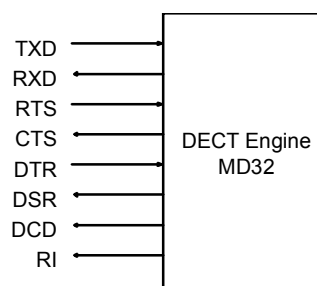 TXD
RXD
RTS
CTS
DTR
DSR
DCD
RI
DECT Engine
MD32